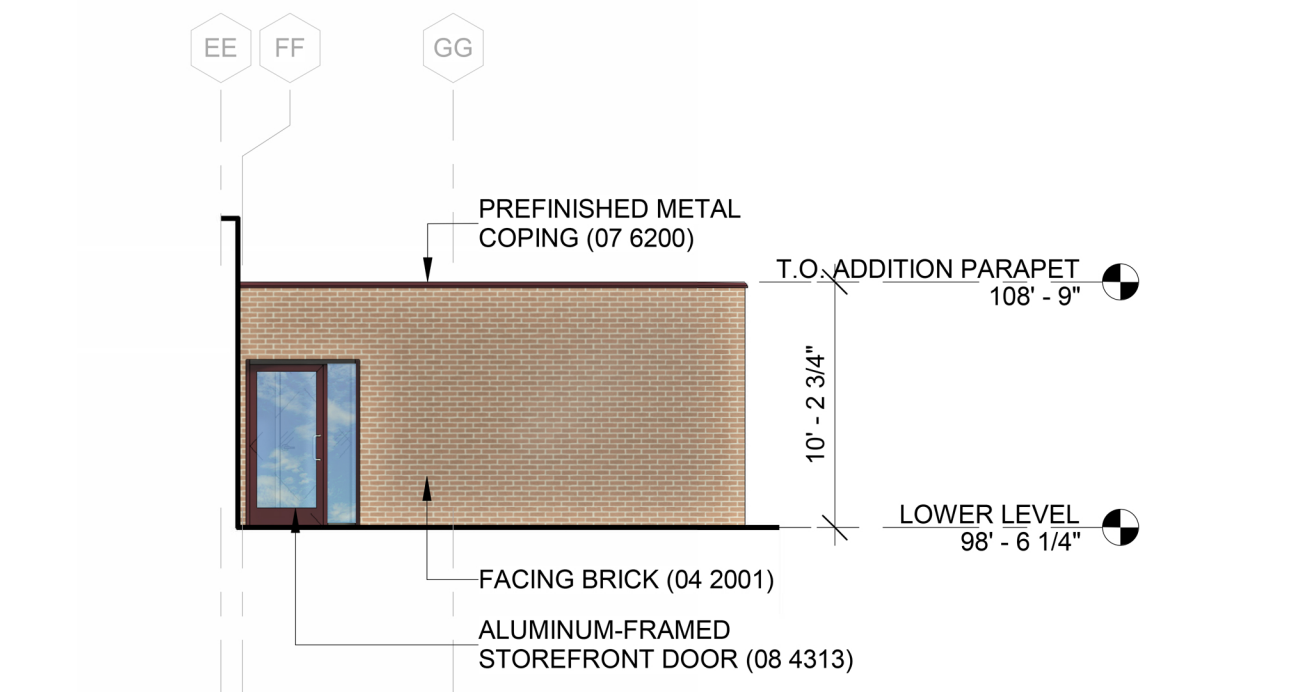 EE
FF
GG
PREFINISHED METAL
COPING (07 6200)
T.O. ADDITION PARAPET
108' - 9"
10' - 2 3/4"
LOWER LEVEL
98' - 6 1/4"
FACING BRICK (04 2001)
ALUMINUM-FRAMED
STOREFRONT DOOR (08 4313)